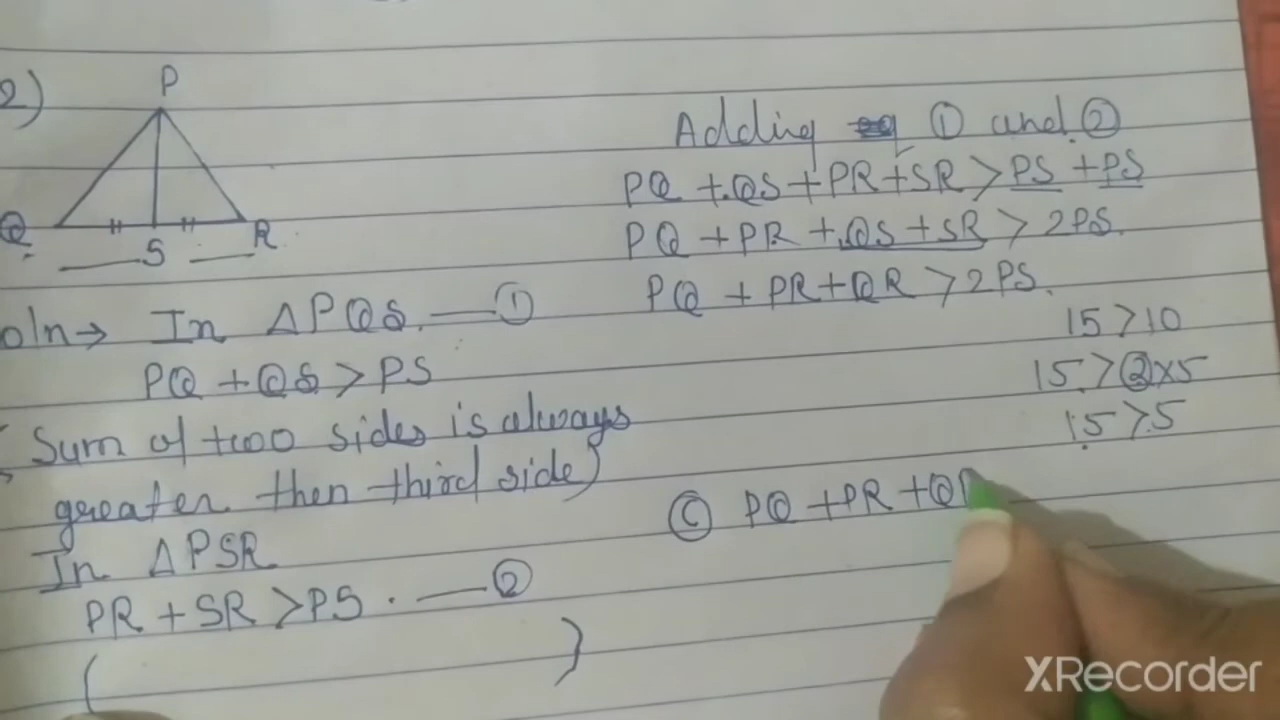 2)
P
Q S R
oln → In ΔPQS. — ①
PQ + QS > PS
Sum of two sides is always
greater then third side)
In ΔPSR
PR + SR > PS . — ②
( )
Adding ① and ②
PQ + QS + PR + SR > PS + PS
PQ + PR + QS + SR > 2PS.
PQ + PR + QR > 2PS.
15 > 10
15 > 2×5
15 > 5
Ⓒ PQ + PR + Q
XRecorder